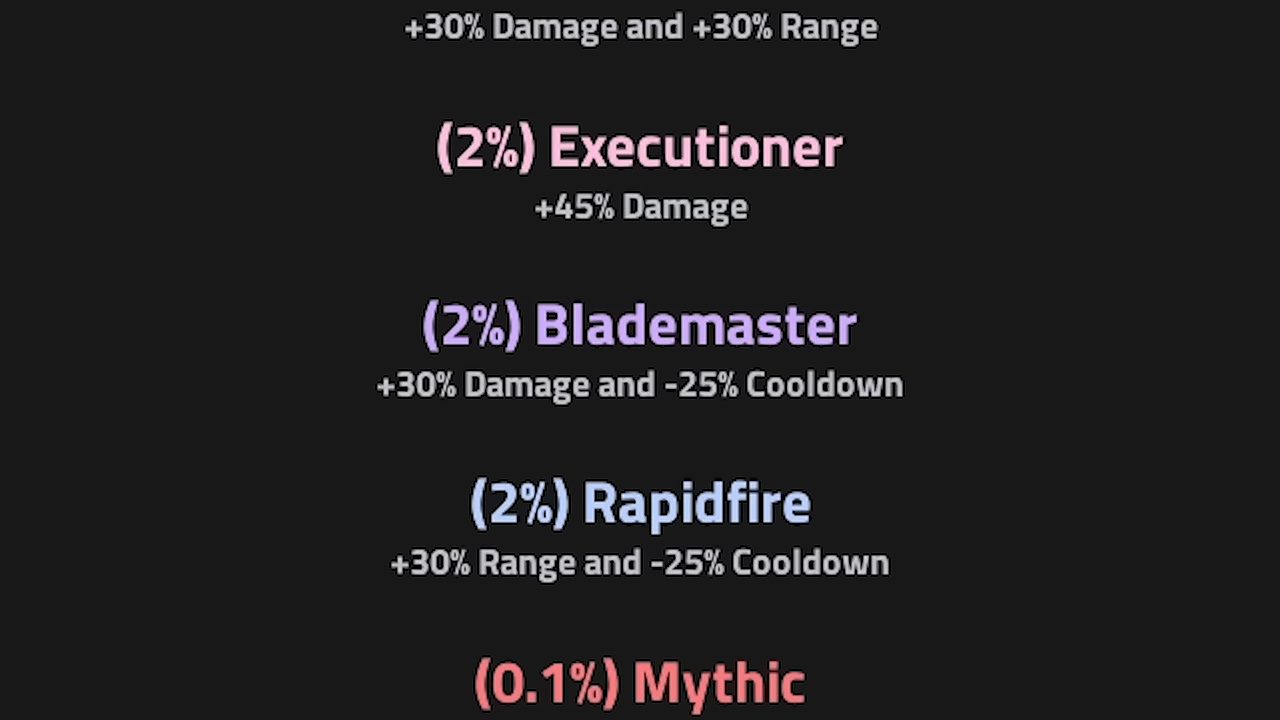 +30% Damage and +30% Range
(2%) Executioner
+45% Damage
(2%) Blademaster
+30% Damage and -25% Cooldown
(2%) Rapidfire
+30% Range and -25% Cooldown
(0.1%) Mythic